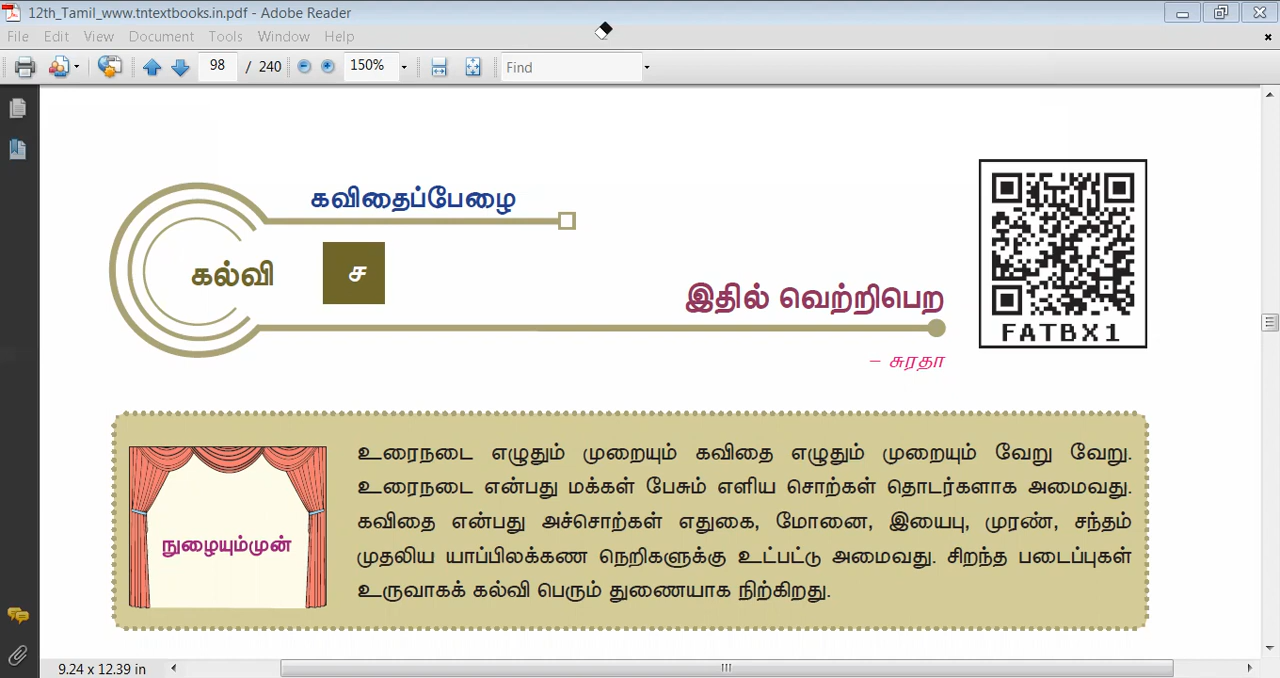 12th_Tamil_www.tntextbooks.in.pdf - Adobe Reader
File Edit View Document Tools Window Help
98 / 240 150% Find
கவிதைப்பேழை
கல்வி
ச
இதில் வெற்றிபெற
– சுரதா
FATBX1
உரைநடை எழுதும் முறையும் கவிதை எழுதும் முறையும் வேறு வேறு.
உரைநடை என்பது மக்கள் பேசும் எளிய சொற்கள் தொடர்களாக அமைவது.
கவிதை என்பது அச்சொற்கள் எதுகை, மோனை, இயைபு, முரண், சந்தம்
முதலிய யாப்பிலக்கண நெறிகளுக்கு உட்பட்டு அமைவது. சிறந்த படைப்புகள்
உருவாகக் கல்வி பெரும் துணையாக நிற்கிறது.
நுழையும்முன்
9.24 x 12.39 in